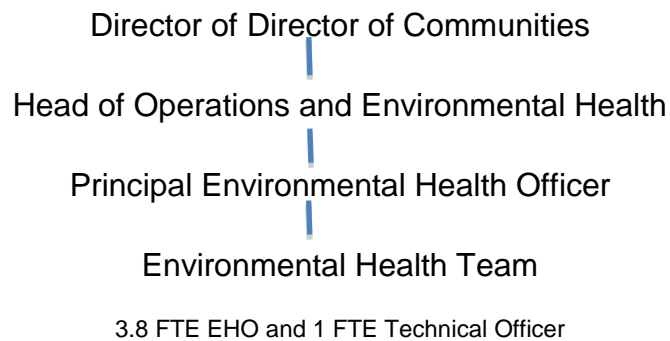 Director of Director of Communities
Head of Operations and Environmental Health
Principal Environmental Health Officer
Environmental Health Team
3.8 FTE EHO and 1 FTE Technical Officer